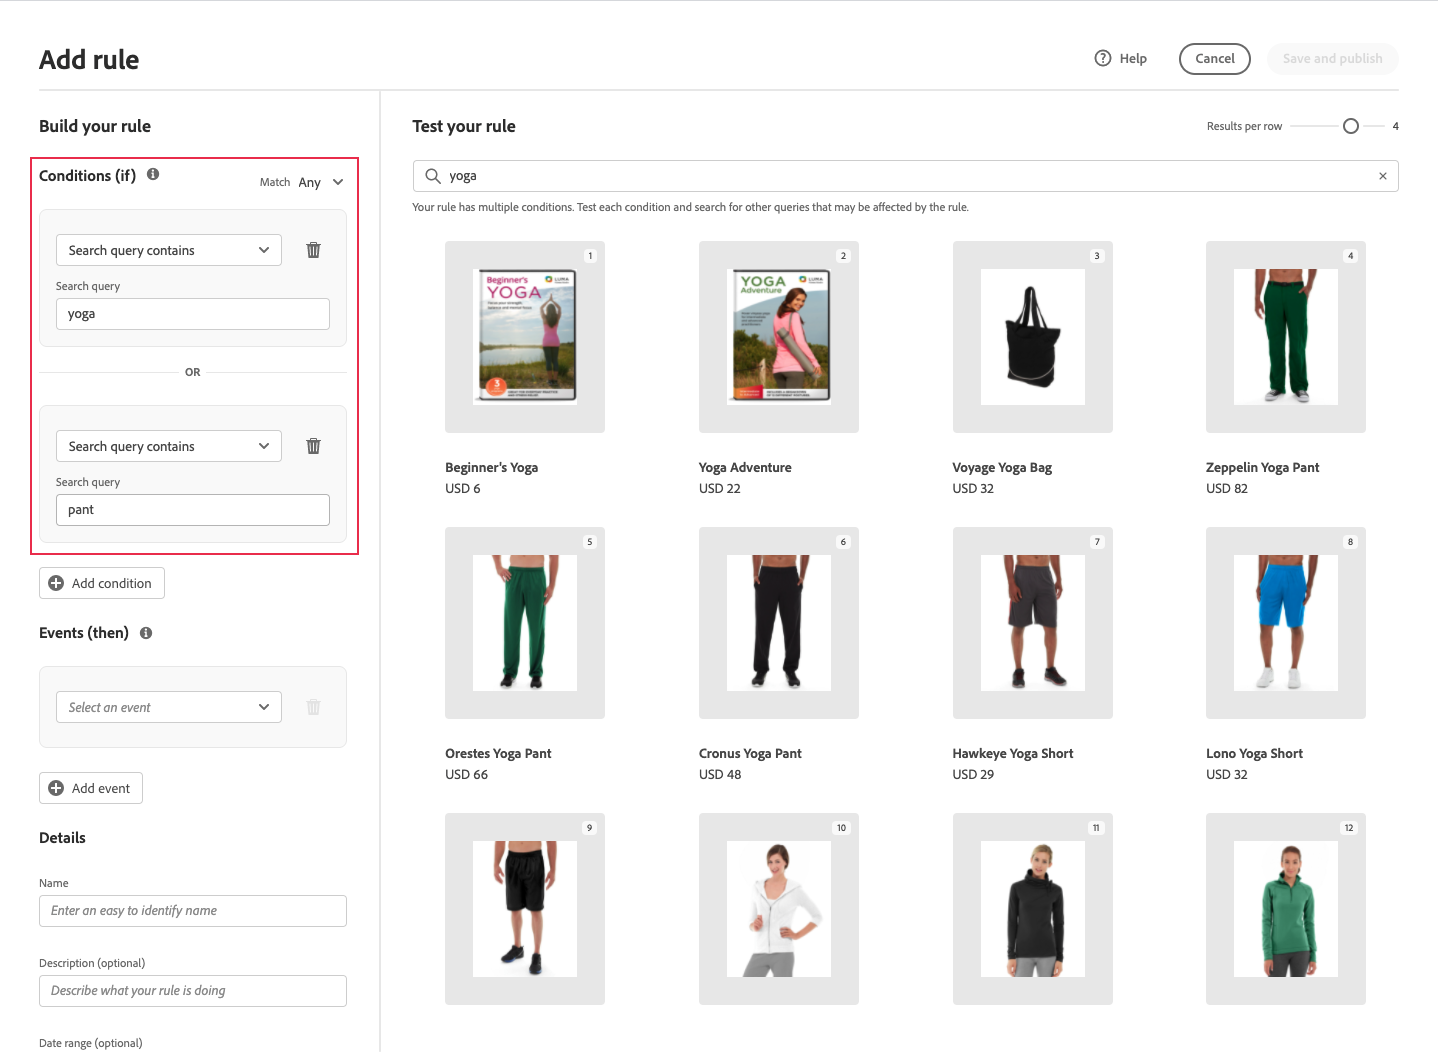 Add rule
Help
Cancel
Save and publish
Build your rule
Conditions (if)
Match Any
Search query contains
Search query
yoga
OR
Search query contains
Search query
pant
Add condition
Events (then)
Select an event
Add event
Details
Name
Enter an easy to identify name
Description (optional)
Describe what your rule is doing
Date range (optional)
Test your rule
Results per row 4
yoga
Your rule has multiple conditions. Test each condition and search for other queries that may be affected by the rule.
1
Beginner's
YOGA
LUMA
3
Beginner's Yoga
USD 6
2
YOGA
Adventure
LUMA
Yoga Adventure
USD 22
3
Voyage Yoga Bag
USD 32
4
Zeppelin Yoga Pant
USD 82
5
Orestes Yoga Pant
USD 66
6
Cronus Yoga Pant
USD 48
7
Hawkeye Yoga Short
USD 29
8
Lono Yoga Short
USD 32
9
10
11
12